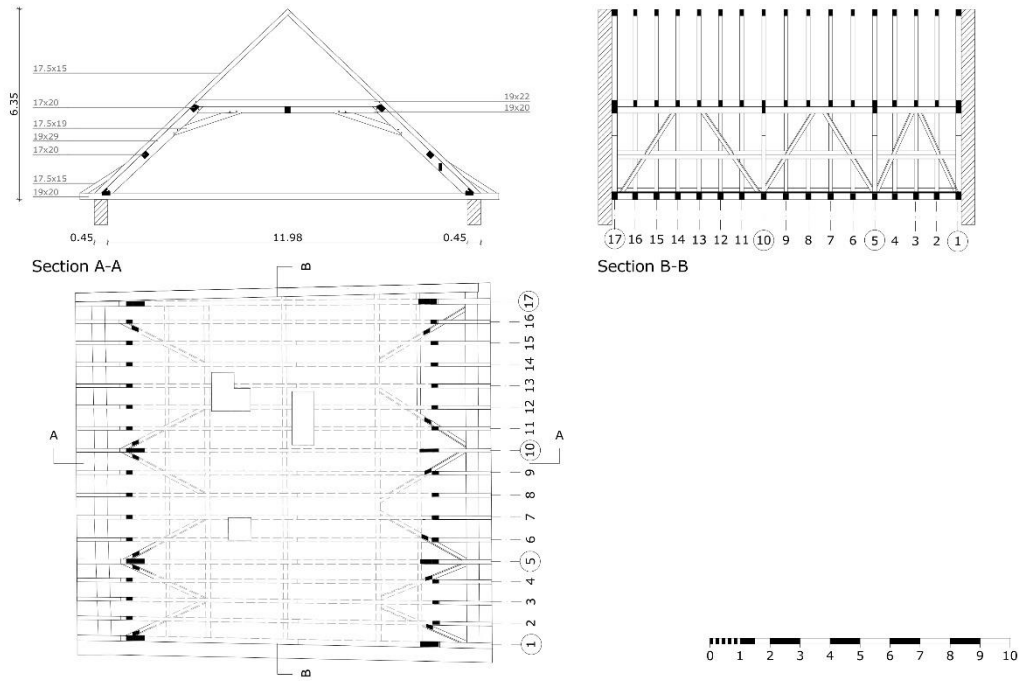 6.35
17.5x15
17x20
17.5x19
19x29
17x20
17.5x15
19x20
19x22
19x20
0.45
11.98
0.45
Section A-A
17 16 15 14 13 12 11 10 9 8 7 6 5 4 3 2 1
Section B-B
B
17
16
15
14
13
12
11
A
A
10
9
8
7
6
5
4
3
2
1
B
0 1 2 3 4 5 6 7 8 9 10